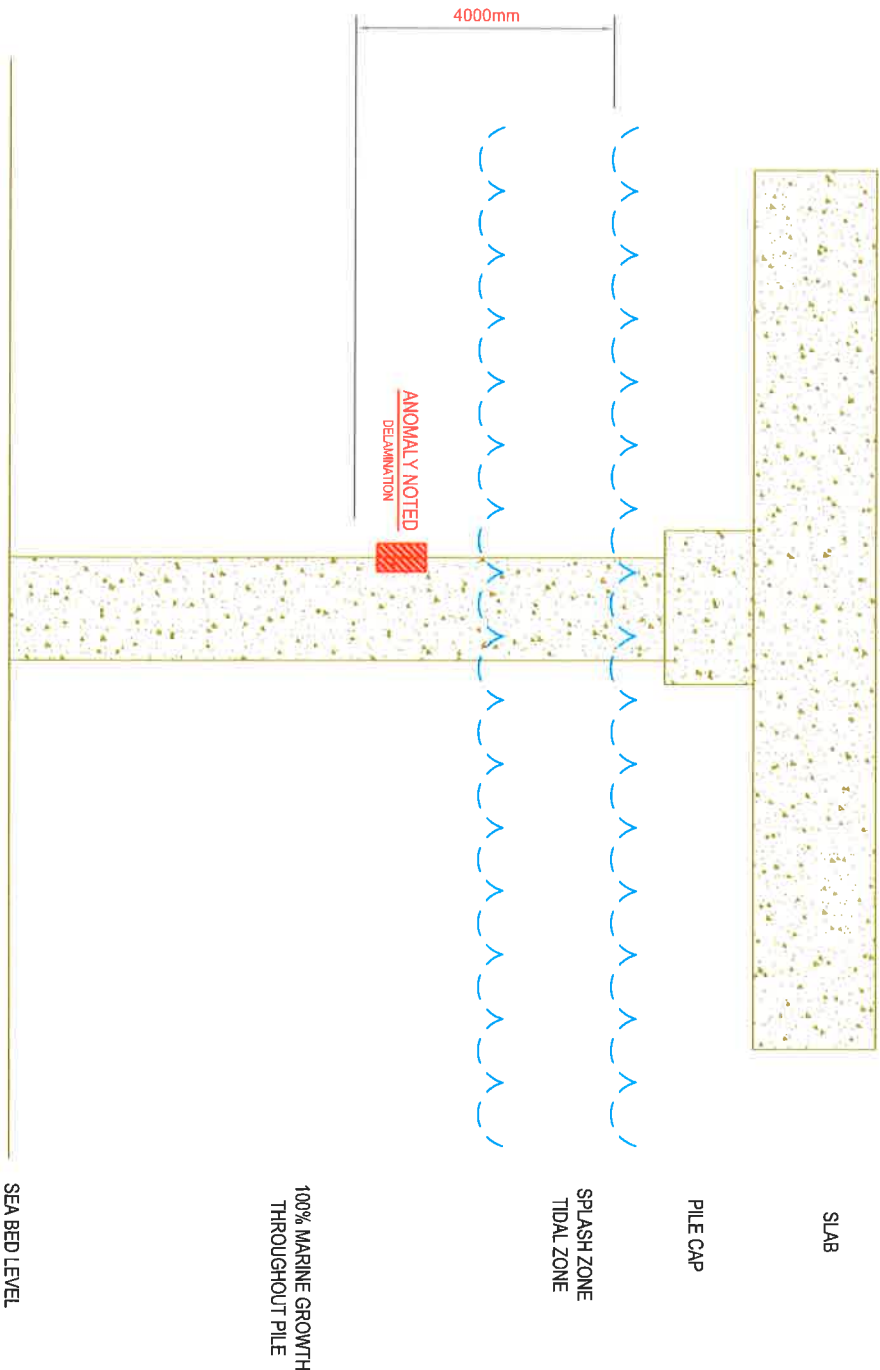 4000mm
SLAB
PILE CAP
SPLASH ZONE
TIDAL ZONE
ANOMALY NOTED
DELAMINATION
100% MARINE GROWTH
THROUGHOUT PILE
SEA BED LEVEL